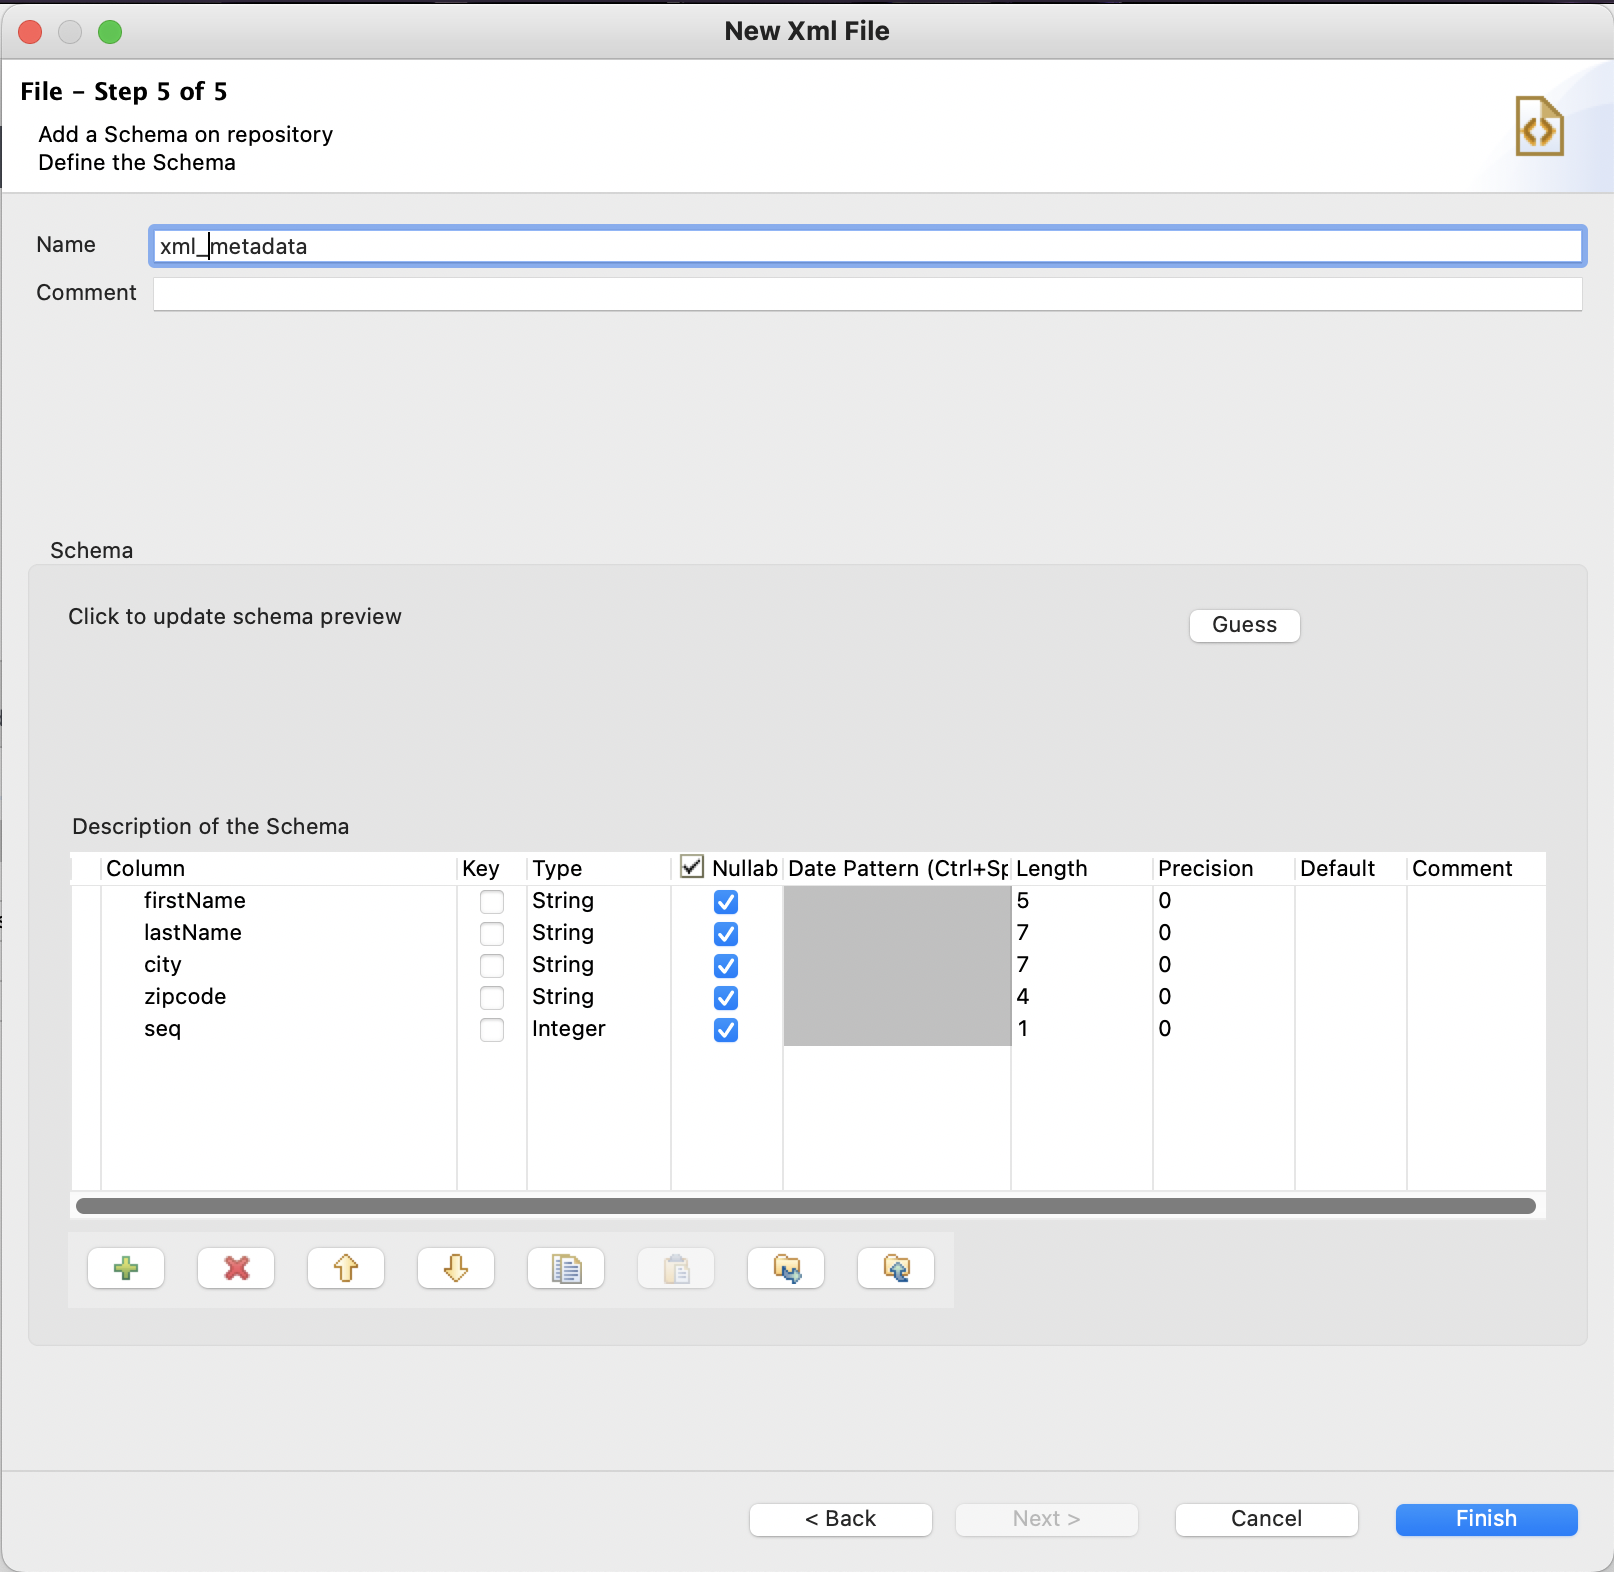 New Xml File
File – Step 5 of 5
Add a Schema on repository
Define the Schema
Name xml_metadata
Comment
Schema
Click to update schema preview Guess
Description of the Schema
Column Key Type Nullab Date Pattern (Ctrl+Sp Length Precision Default Comment
firstName String 5 0
lastName String 7 0
city String 7 0
zipcode String 4 0
seq Integer 1 0
< Back Next > Cancel Finish